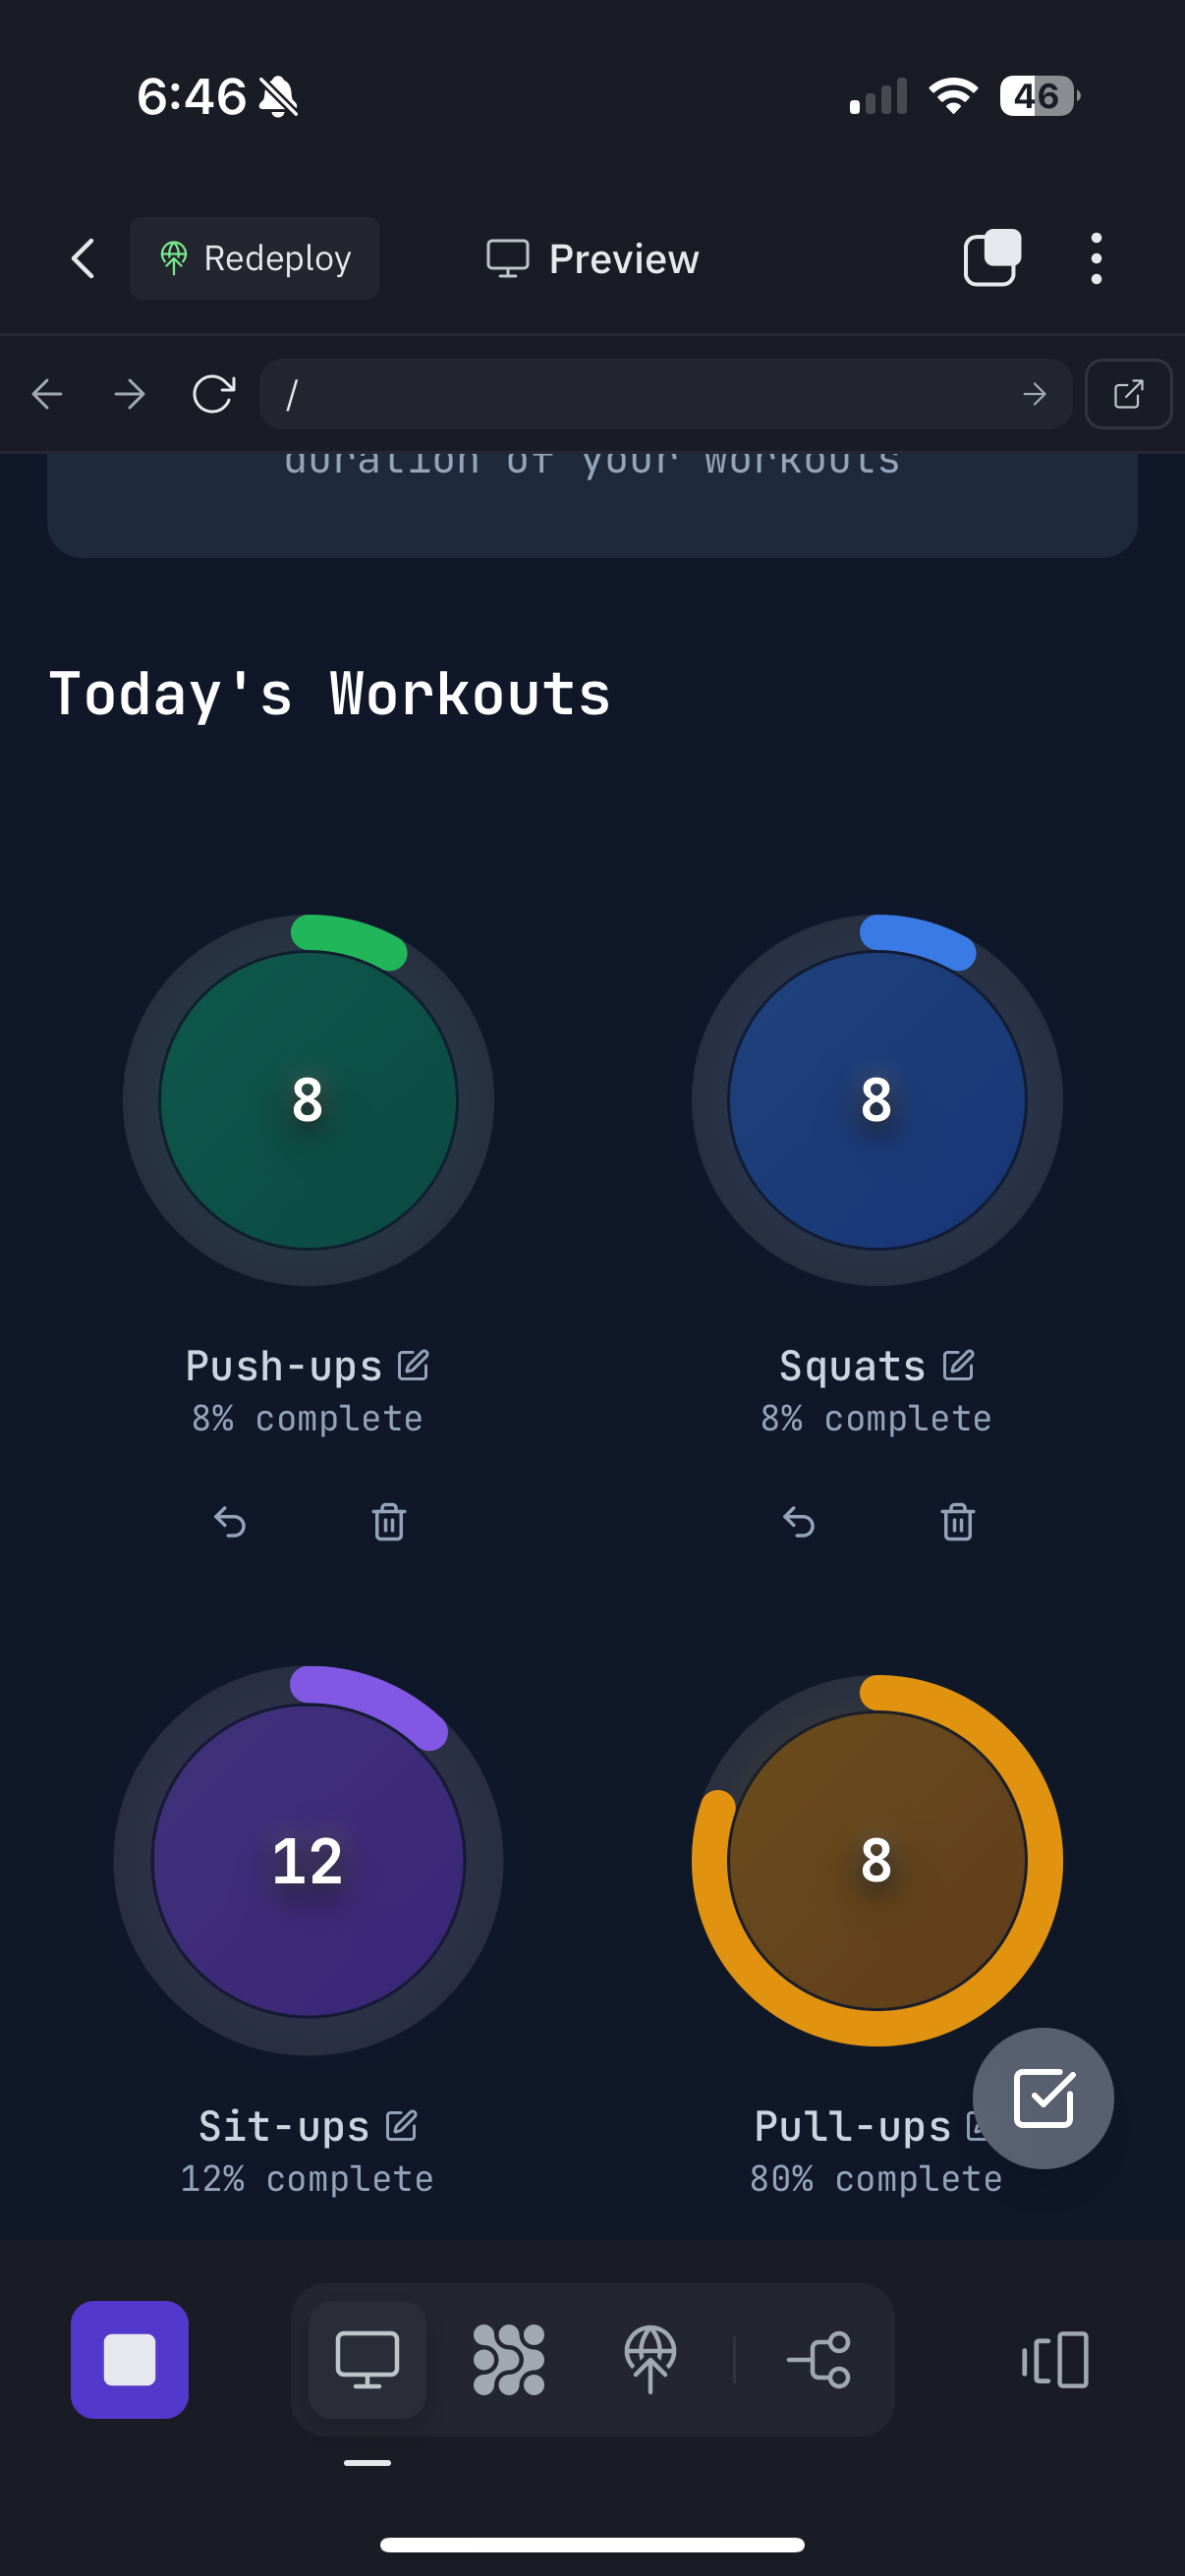 6:46
46
Redeploy
Preview
/
duration of your workouts
Today's Workouts
8
8
Push-ups
Squats
8% complete
8% complete
12
8
Sit-ups
Pull-ups
12% complete
80% complete